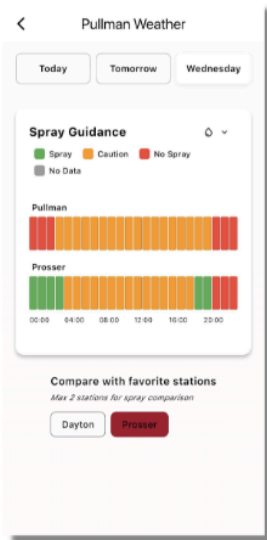 Pullman Weather
Today Tomorrow Wednesday
Spray Guidance
Spray Caution No Spray
No Data
Pullman
Prosser
00:00 04:00 08:00 12:00 16:00 20:00
Compare with favorite stations
Max 2 stations for spray comparison
Dayton Prosser